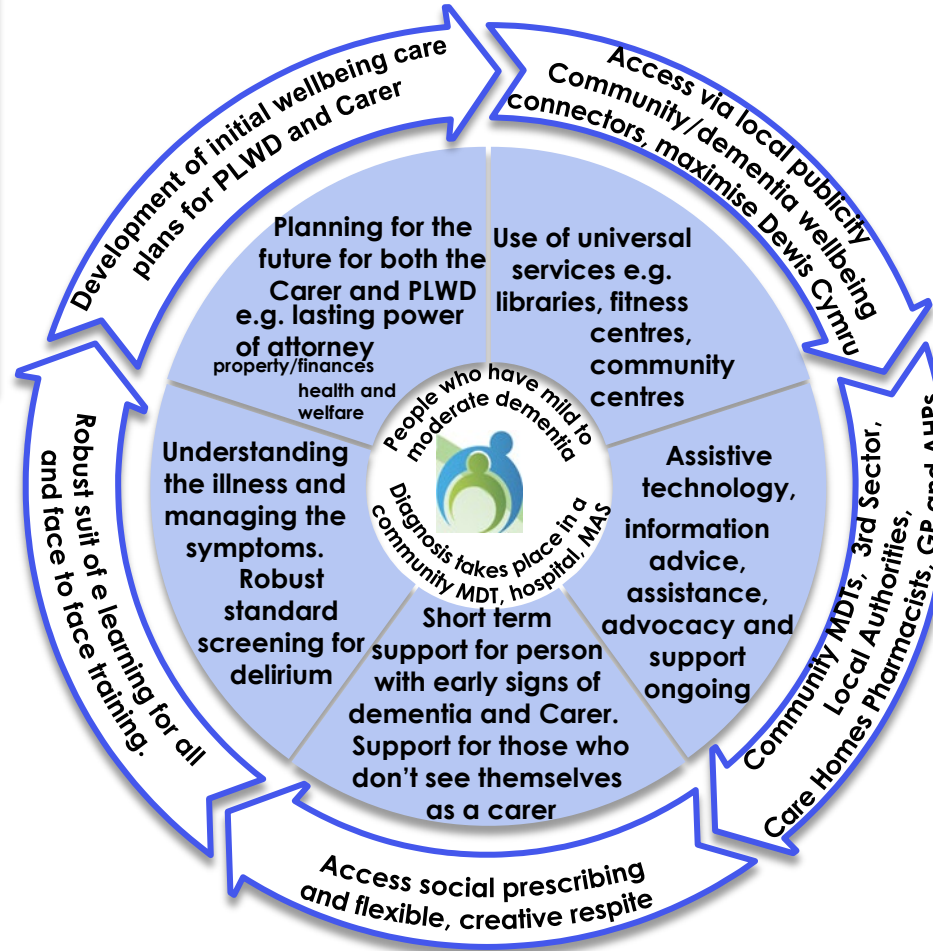 Development of initial wellbeing care
plans for PLWD and Carer
Access via local publicity
Community/dementia wellbeing
connectors, maximise Dewis Cymru
Community MDTs, 3rd Sector,
Local Authorities,
Care Homes Pharmacists, GP and AHPs
Access social prescribing
and flexible, creative respite
Robust suit of e learning for all
and face to face training.
Planning for the
future for both the
Carer and PLWD
e.g. lasting power
of attorney
property/finances
health and
welfare
Use of universal
services e.g.
libraries, fitness
centres,
community
centres
Assistive
technology,
information
advice,
assistance,
advocacy and
support
ongoing
Short term
support for person
with early signs of
dementia and Carer.
Support for those who
don't see themselves
as a carer
Understanding
the illness and
managing the
symptoms.
Robust
standard
screening for
delirium
People who have mild to
moderate dementia
Diagnosis takes place in a
community MDT, hospital, MAS